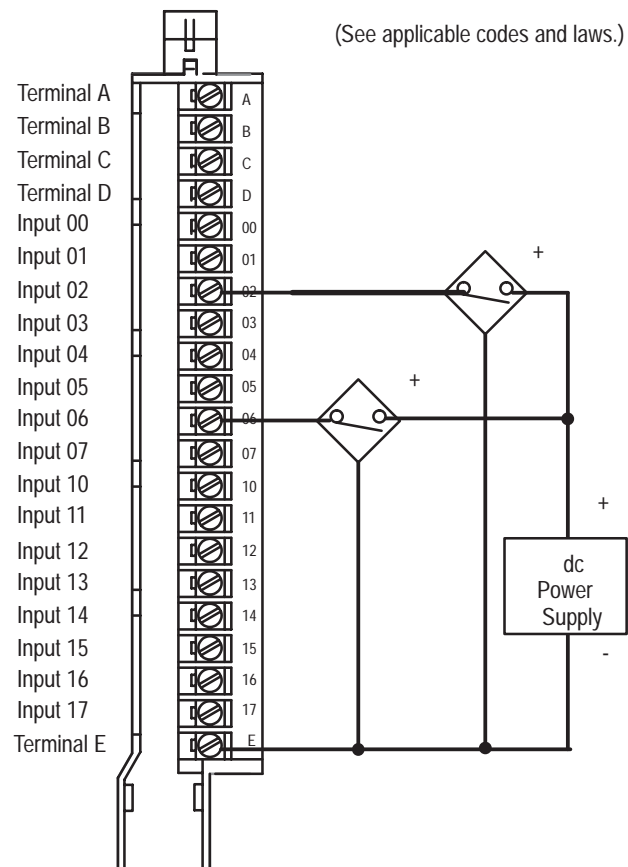 (See applicable codes and laws.)
Terminal A A
Terminal B B
Terminal C C
Terminal D D
Input 00 00
Input 01 01
+
Input 02 02
Input 03 03
Input 04 04
Input 05 05
+
Input 06 06
Input 07 07
Input 10 10
Input 11 11
+
Input 12 12
Input 13 13
Input 14 14
Input 15 15
Input 16 16
Input 17 17
Terminal E E
dc
Power
Supply
-